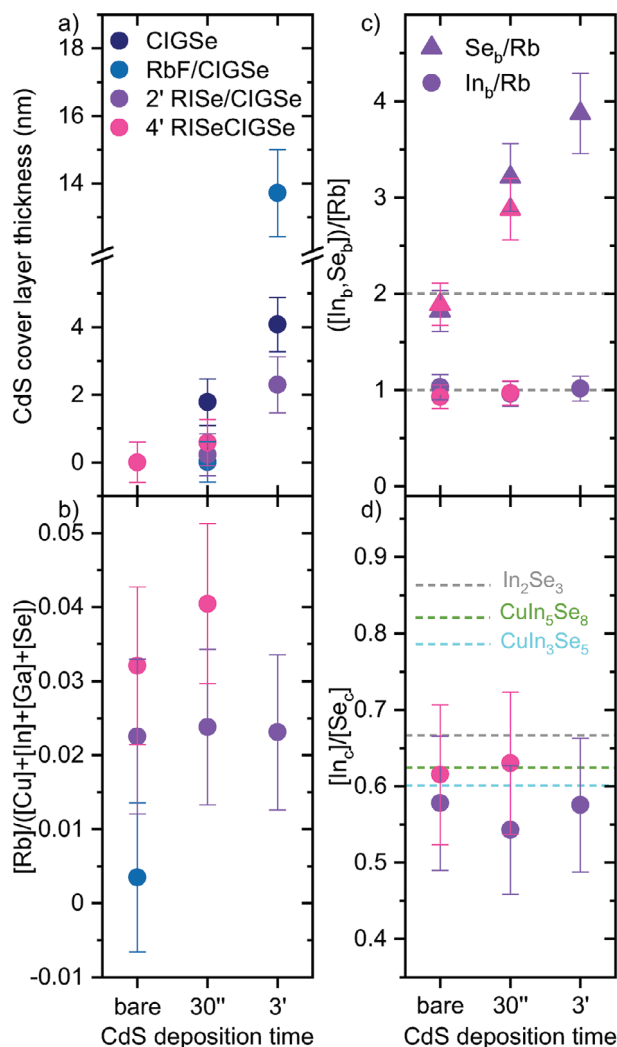 a)
CIGSe
RbF/CIGSe
2' RISe/CIGSe
4' RISeCIGSe
CdS cover layer thickness (nm)
18
16
14
4
2
0
c)
Se_b/Rb
In_b/Rb
([In_b,Se_b])/[Rb]
4
3
2
1
0
b)
[Rb]/([Cu]+[In]+[Ga]+[Se])
0.05
0.04
0.03
0.02
0.01
0
-0.01
bare
30"
3'
CdS deposition time
d)
In₂Se₃
CuIn₅Se₈
CuIn₃Se₅
[In_c]/[Se_c]
0.9
0.8
0.7
0.6
0.5
0.4
bare
30"
3'
CdS deposition time